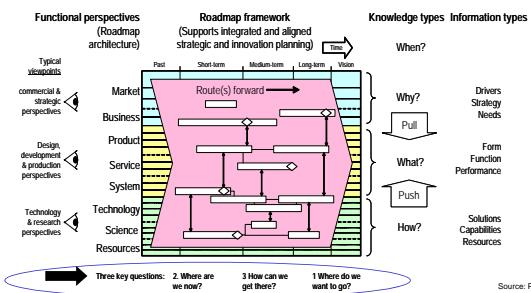 Functional perspectives
(Roadmap
architecture)
Roadmap framework
(Supports integrated and aligned
strategic and innovation planning)
Knowledge types
Information types
Time
When?
Typical
viewpoints
Past
Short-term
Medium-term
Long-term
Vision
commercial &
strategic
perspectives
Market
Business
Route(s) forward
Why?
Drivers
Strategy
Needs
Pull
Design,
development
& production
perspectives
Product
Service
System
What?
Form
Function
Performance
Push
Technology
& research
perspectives
Technology
Science
Resources
How?
Solutions
Capabilities
Resources
Three key questions:
2. Where are
we now?
3 How can we
get there?
1 Where do we
want to go?
Source: